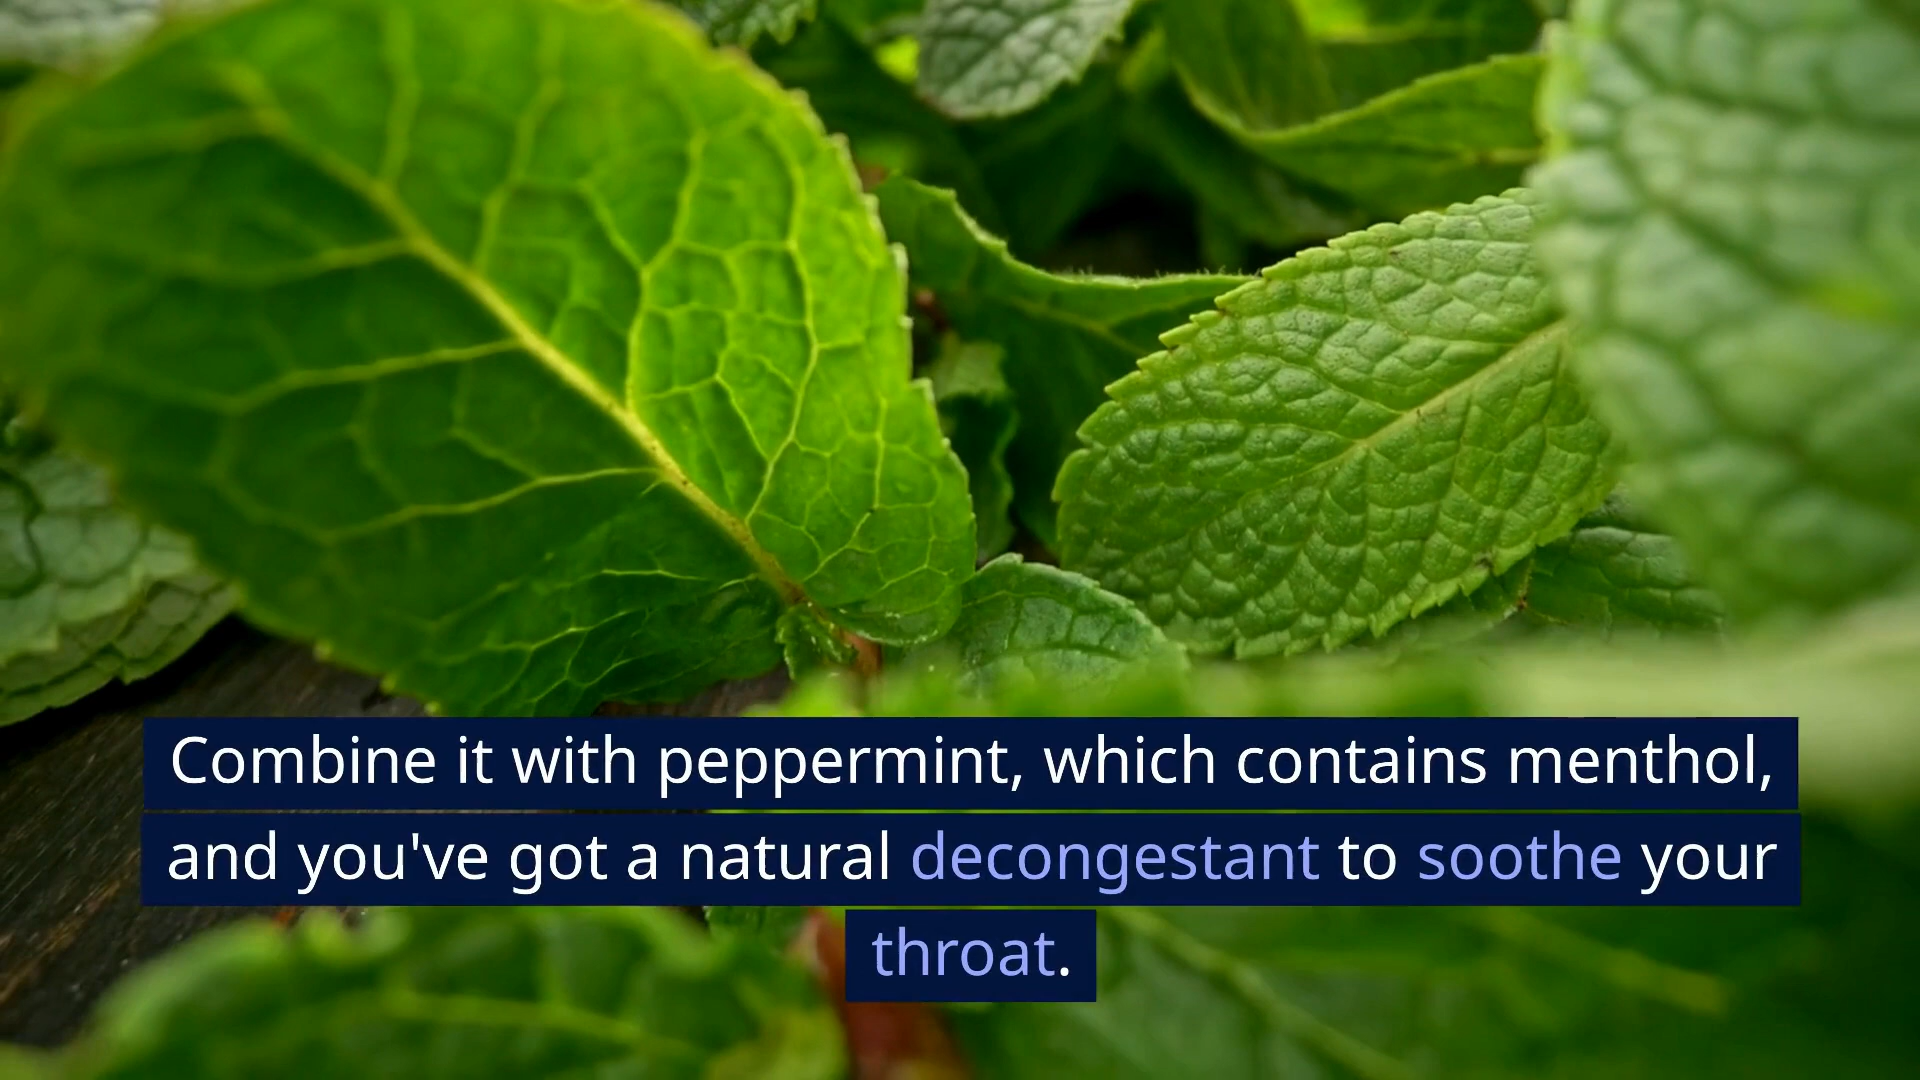 Combine it with peppermint, which contains menthol,
and you've got a natural decongestant to soothe your
throat.